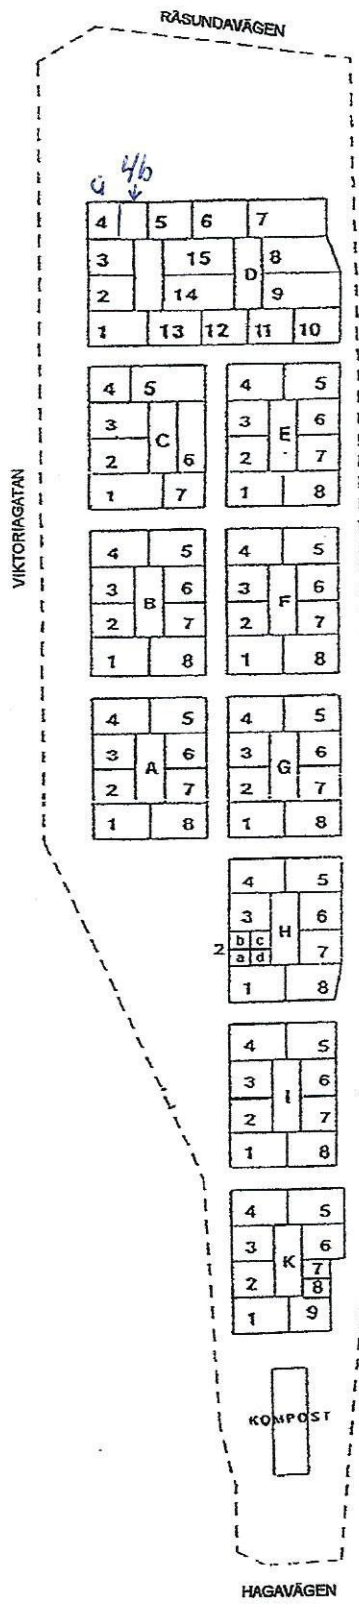 RÅSUNDAVÄGEN
a 4b
4 5 6 7
3 15 D 8
2 14 9
1 13 12 11 10
4 5 4 5
3 C 3 E 6
2 6 2 7
1 7 1 8
VIKTORIAGATAN
4 5 4 5
3 B 6 3 F 6
2 7 2 7
1 8 1 8
4 5 4 5
3 A 6 3 G 6
2 7 2 7
1 8 1 8
4 5
3 H 6
b c
2 a d 7
1 8
4 5
3 I 6
2 7
1 8
4 5
3 K 6
7
2 8
1 9
KOMPOST
HAGAVÄGEN